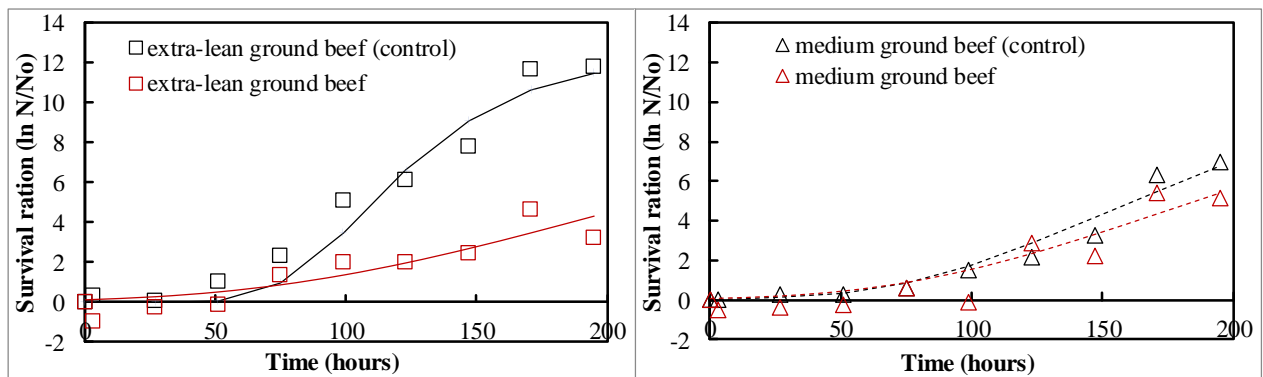 Survival ration (ln N/No)
14
12
10
8
6
4
2
0
-2
extra-lean ground beef (control)
extra-lean ground beef
0 50 100 150 200
Time (hours)
Survival ration (ln N/No)
14
12
10
8
6
4
2
0
-2
medium ground beef (control)
medium ground beef
0 50 100 150 200
Time (hours)